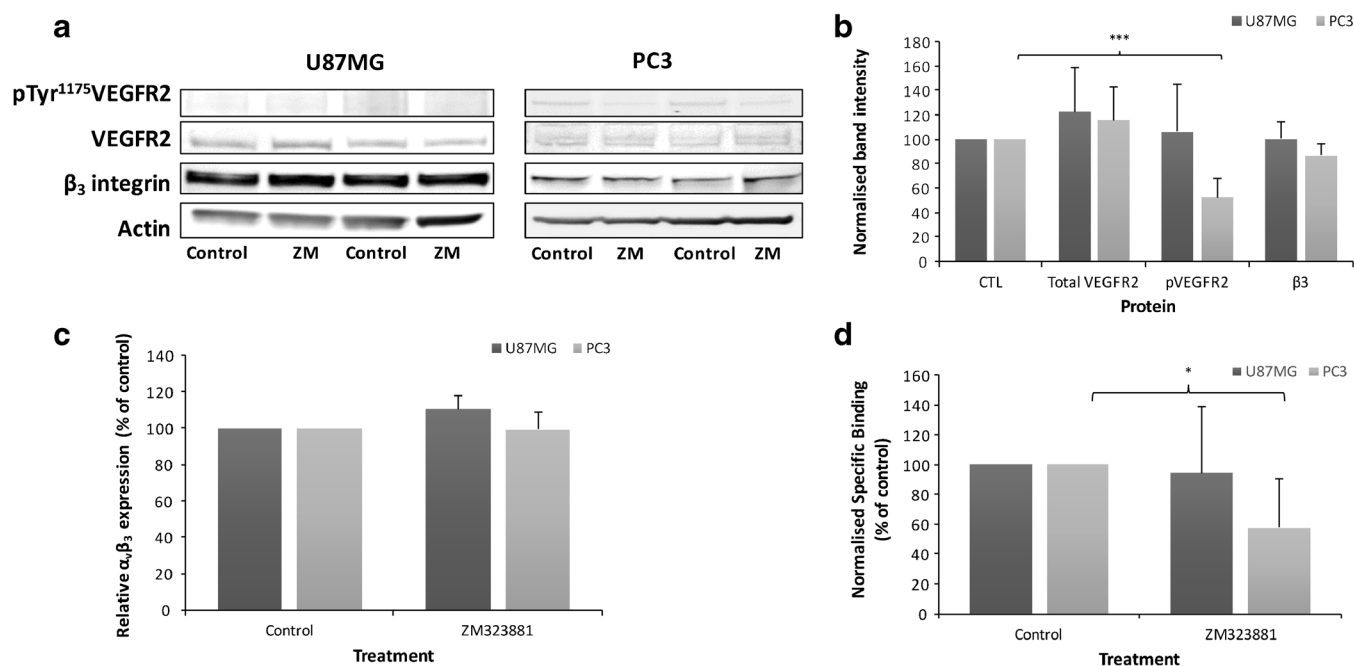 a
U87MG
PC3
pTyr¹¹⁷⁵VEGFR2
VEGFR2
β₃ integrin
Actin
Control ZM Control ZM
Control ZM Control ZM
b
U87MG PC3
***
Normalised band intensity
180
160
140
120
100
80
60
40
20
0
CTL Total VEGFR2 pVEGFR2 β3
Protein
c
U87MG PC3
Relative αᵥβ₃ expression (% of control)
140
120
100
80
60
40
20
0
Control ZM323881
Treatment
d
U87MG PC3
*
Normalised Specific Binding
(% of control)
160
140
120
100
80
60
40
20
0
Control ZM323881
Treatment